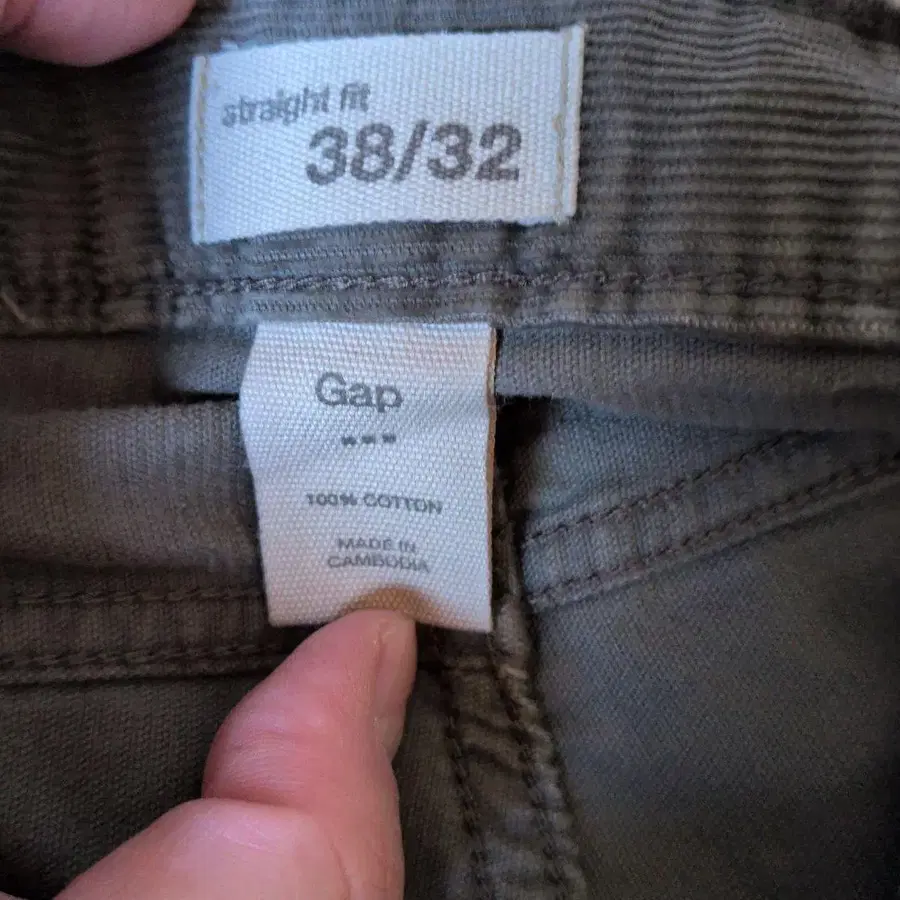 straight fit
38/32
Gap
100% COTTON
MADE IN
CAMBODIA